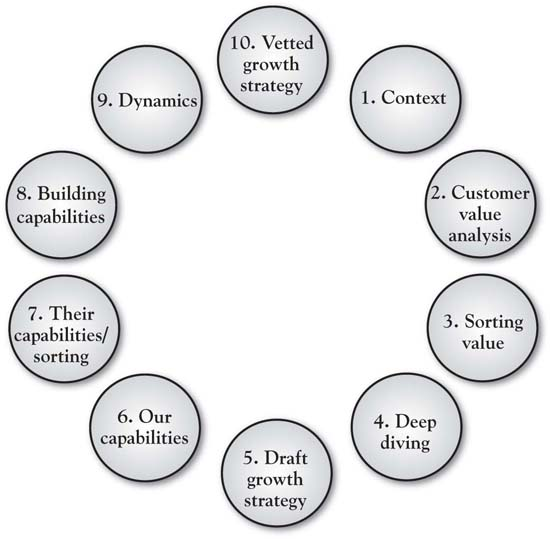 10. Vetted
growth
strategy
1. Context
2. Customer
value
analysis
3. Sorting
value
4. Deep
diving
5. Draft
growth
strategy
6. Our
capabilities
7. Their
capabilities/
sorting
8. Building
capabilities
9. Dynamics